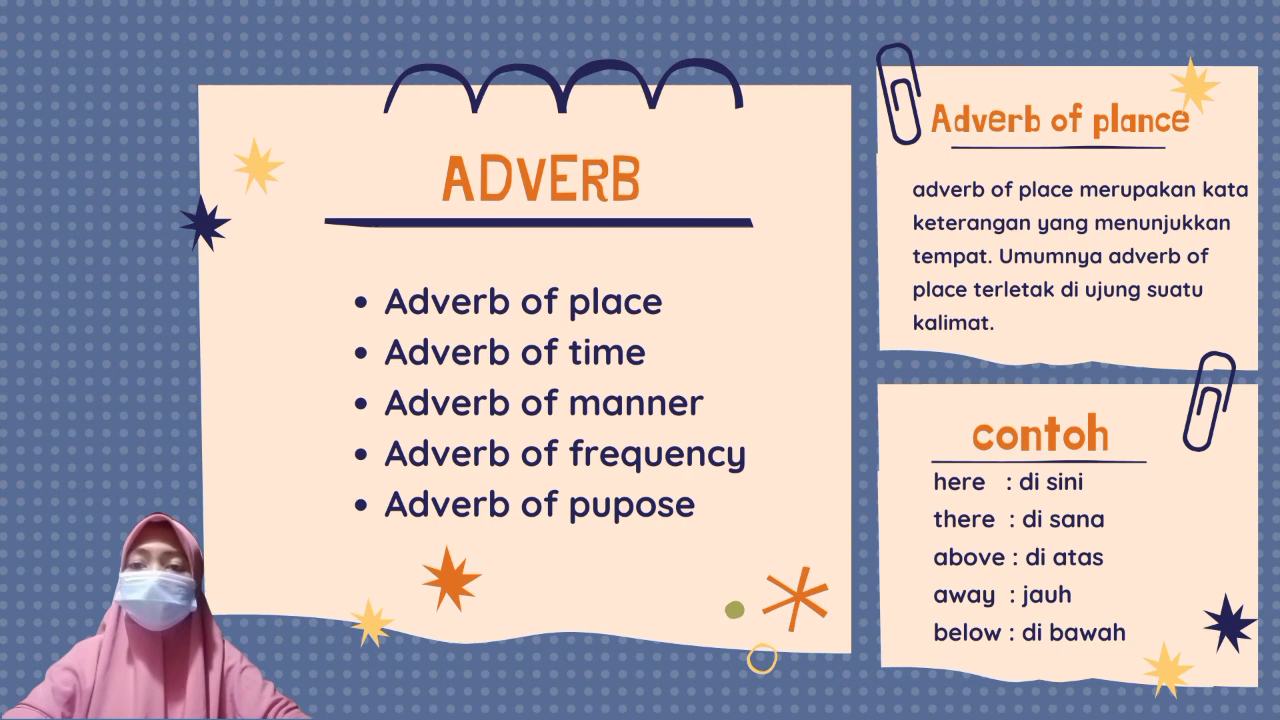 ADVERB
• Adverb of place
• Adverb of time
• Adverb of manner
• Adverb of frequency
• Adverb of pupose
Adverb of plance
adverb of place merupakan kata
keterangan yang menunjukkan
tempat. Umumnya adverb of
place terletak di ujung suatu
kalimat.
contoh
here : di sini
there : di sana
above : di atas
away : jauh
below : di bawah